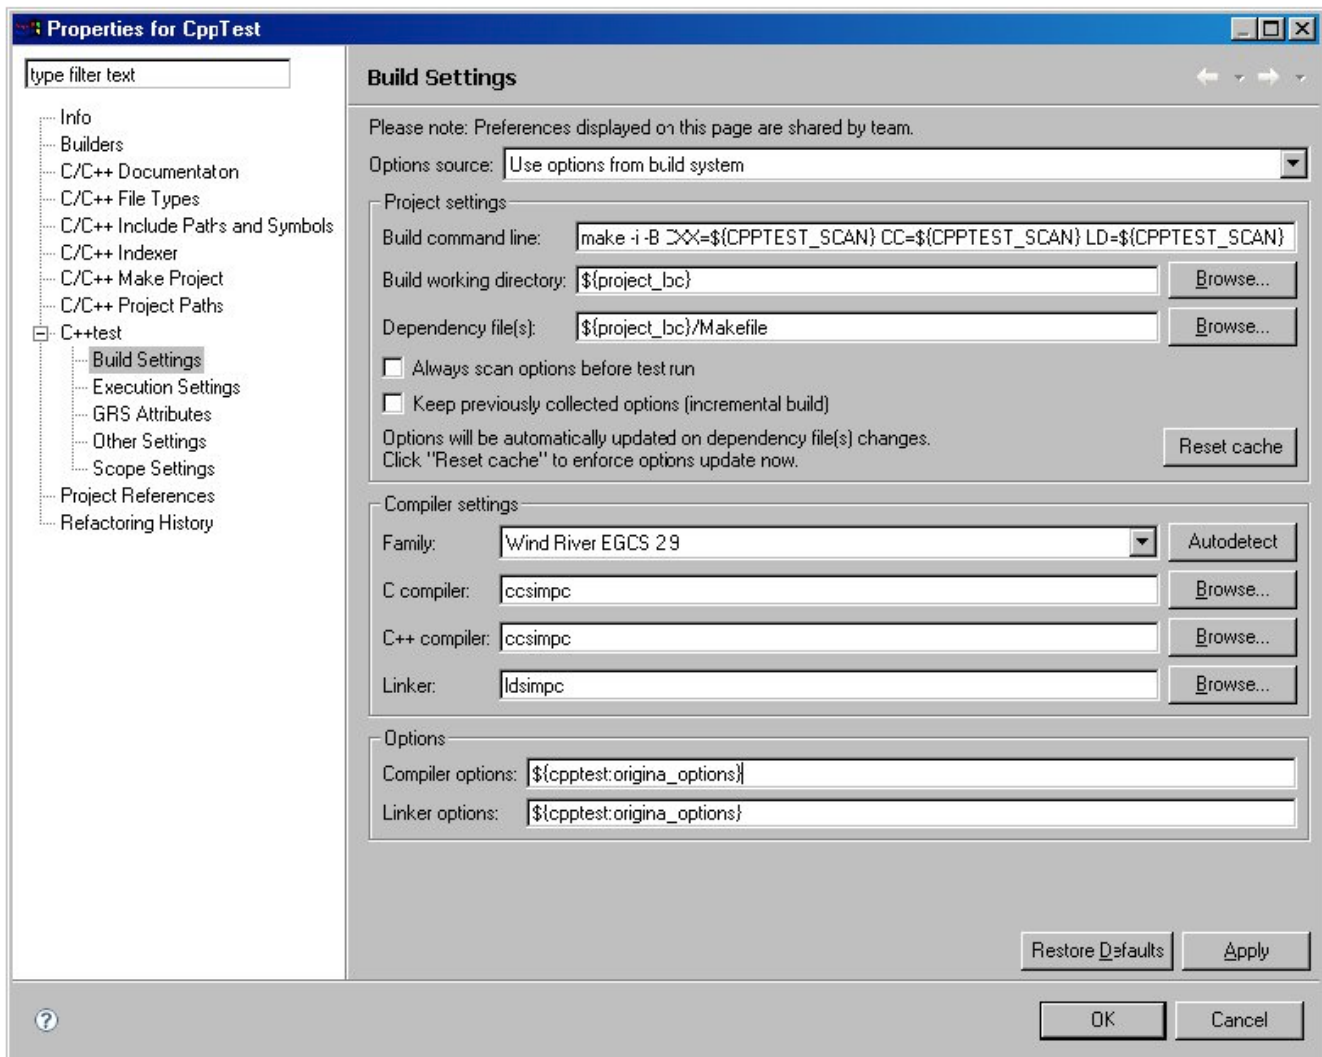 Properties for CppTest
type filter text
Info
Builders
C/C++ Documentaton
C/C++ File Types
C/C++ Include Paths and Symbols
C/C++ Indexer
C/C++ Make Project
C/C++ Project Paths
C++test
Build Settings
Execution Settings
GRS Attributes
Other Settings
Scope Settings
Project References
Refactoring History
Build Settings
Please note: Preferences displayed on this page are shared by team.
Options source: Use options from build system
Project settings
Build command line: make -i -B CXX=${CPPTEST_SCAN} CC=${CPPTEST_SCAN} LD=${CPPTEST_SCAN}
Build working directory: ${project_loc} Browse...
Dependency file(s): ${project_loc}/Makefile Browse...
Always scan options before test run
Keep previously collected options (incremental build)
Options will be automatically updated on dependency file(s) changes.
Click "Reset cache" to enforce options update now.
Reset cache
Compiler settings
Family: Wind River EGCS 2.9 Autodetect
C compiler: ccsimpc Browse...
C++ compiler: ccsimpc Browse...
Linker: ldsimpc Browse...
Options
Compiler options: ${cpptest:origina_options}
Linker options: ${cpptest:origina_options}
Restore Defaults Apply
OK Cancel